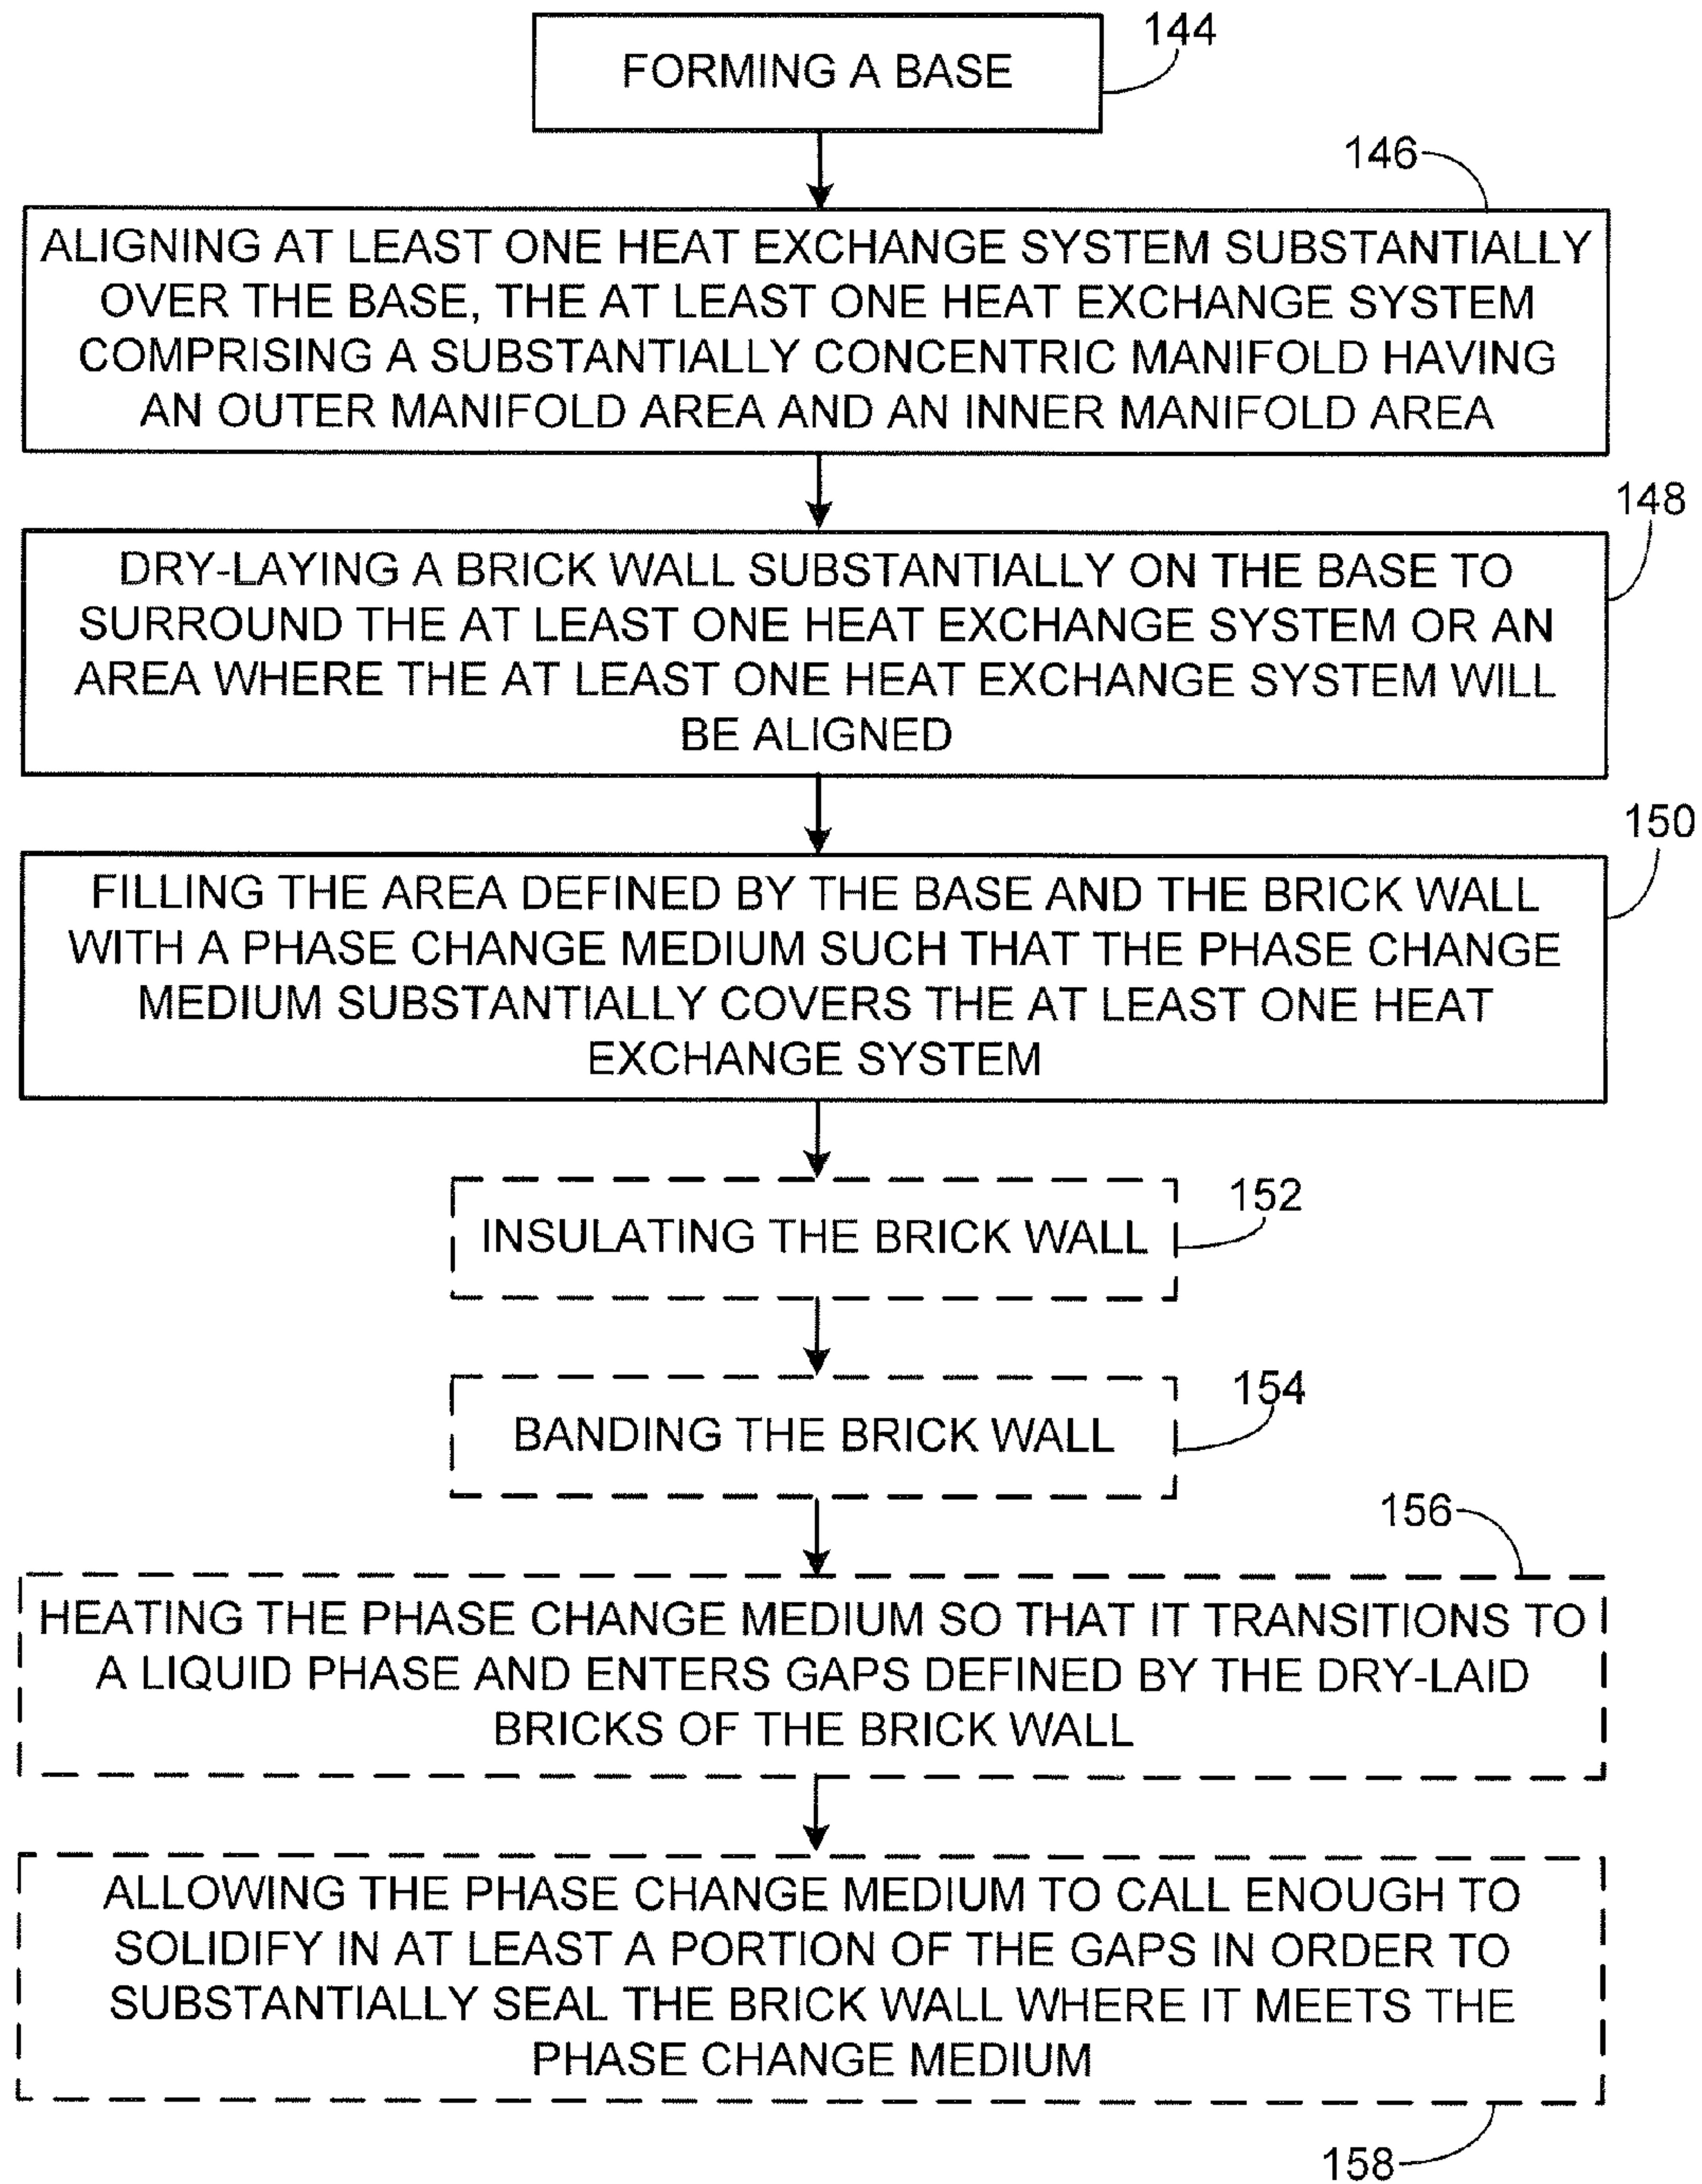 FORMING A BASE
144
146
ALIGNING AT LEAST ONE HEAT EXCHANGE SYSTEM SUBSTANTIALLY
OVER THE BASE, THE AT LEAST ONE HEAT EXCHANGE SYSTEM
COMPRISING A SUBSTANTIALLY CONCENTRIC MANIFOLD HAVING
AN OUTER MANIFOLD AREA AND AN INNER MANIFOLD AREA
148
DRY-LAYING A BRICK WALL SUBSTANTIALLY ON THE BASE TO
SURROUND THE AT LEAST ONE HEAT EXCHANGE SYSTEM OR AN
AREA WHERE THE AT LEAST ONE HEAT EXCHANGE SYSTEM WILL
BE ALIGNED
150
FILLING THE AREA DEFINED BY THE BASE AND THE BRICK WALL
WITH A PHASE CHANGE MEDIUM SUCH THAT THE PHASE CHANGE
MEDIUM SUBSTANTIALLY COVERS THE AT LEAST ONE HEAT
EXCHANGE SYSTEM
152
INSULATING THE BRICK WALL
154
BANDING THE BRICK WALL
156
HEATING THE PHASE CHANGE MEDIUM SO THAT IT TRANSITIONS TO
A LIQUID PHASE AND ENTERS GAPS DEFINED BY THE DRY-LAID
BRICKS OF THE BRICK WALL
ALLOWING THE PHASE CHANGE MEDIUM TO CALL ENOUGH TO
SOLIDIFY IN AT LEAST A PORTION OF THE GAPS IN ORDER TO
SUBSTANTIALLY SEAL THE BRICK WALL WHERE IT MEETS THE
PHASE CHANGE MEDIUM
158